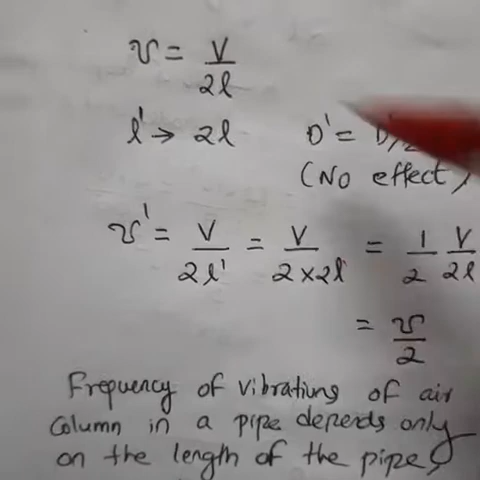 υ = V/2l
l' → 2l D' = D/2
(No effect)
υ' = V/2l' = V/2×2l = 1/2 V/2l
= υ/2
Frequency of vibrations of air
column in a pipe depends only
on the length of the pipe,